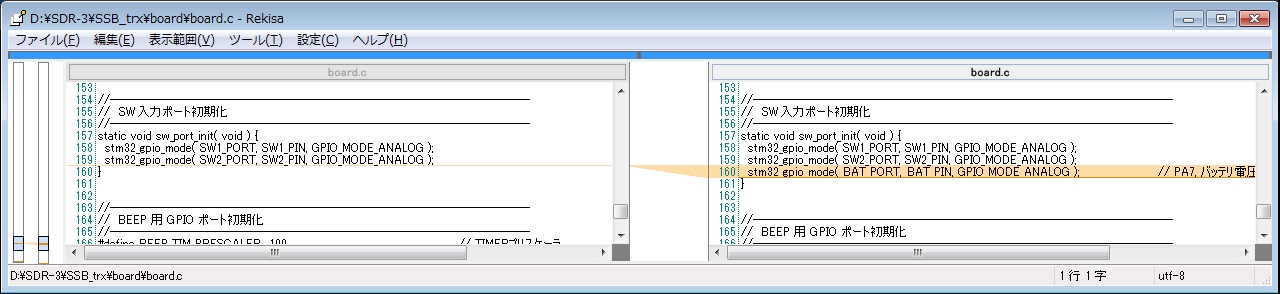 D:¥SDR-3¥SSB_trx¥board¥board.c - Rekisa
ファイル(F) 編集(E) 表示範囲(V) ツール(T) 設定(C) ヘルプ(H)
board.c
153
154 //
155 // SW入力ポート初期化
156 //
157 static void sw_port_init( void ) {
158 stm32_gpio_mode( SW1_PORT, SW1_PIN, GPIO_MODE_ANALOG );
159 stm32_gpio_mode( SW2_PORT, SW2_PIN, GPIO_MODE_ANALOG );
160 }
161
162
163 //
164 // BEEP 用 GPIO ポート初期化
165 //
166 #define BEEP_TIM_PRESCALER 100 // TIMERプリスケーラ
board.c
153
154 //
155 // SW入力ポート初期化
156 //
157 static void sw_port_init( void ) {
158 stm32_gpio_mode( SW1_PORT, SW1_PIN, GPIO_MODE_ANALOG );
159 stm32_gpio_mode( SW2_PORT, SW2_PIN, GPIO_MODE_ANALOG );
160 stm32_gpio_mode( BAT_PORT, BAT_PIN, GPIO_MODE_ANALOG ); // PA7, バッテリ電圧
161 }
162
163
164 //
165 // BEEP 用 GPIO ポート初期化
166 //
D:¥SDR-3¥SSB_trx¥board¥board.c 1 行 1 字 utf-8